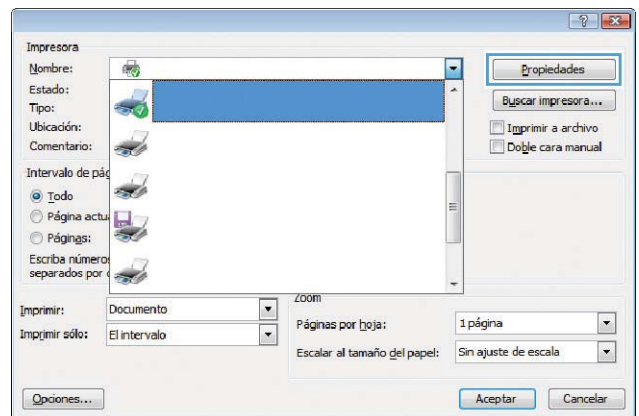 Impresora
Nombre:
Propiedades
Estado:
Buscar impresora...
Tipo:
Ubicación:
Imprimir a archivo
Comentario:
Doble cara manual
Intervalo de pág
Todo
Página actu
Páginas:
Escriba números
separados por c
Imprimir: Documento
Imprimir sólo: El intervalo
Zoom
Páginas por hoja: 1 página
Escalar al tamaño del papel: Sin ajuste de escala
Opciones...
Aceptar
Cancelar